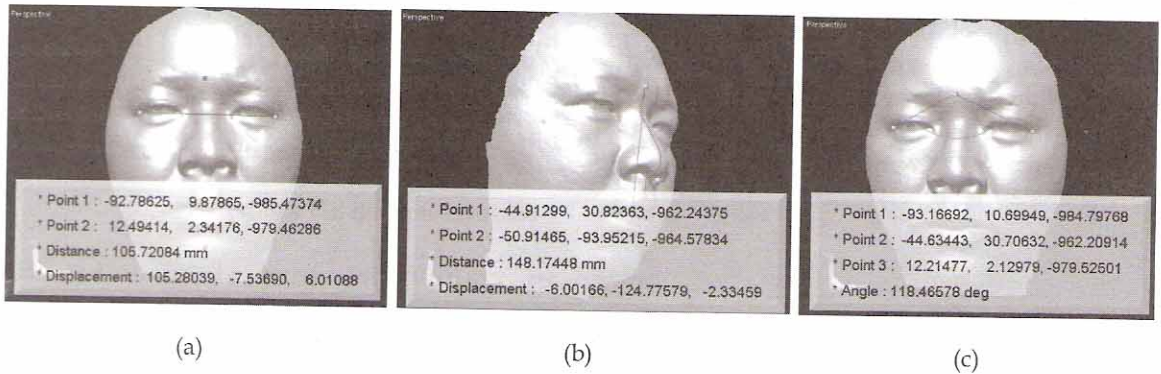 Perspective
* Point 1 : -92.78625, 9.87865, -985.47374
* Point 2 : 12.49414, 2.34176, -979.46286
* Distance : 105.72084 mm
* Displacement : 105.28039, -7.53690, 6.01088
(a)
Perspective
* Point 1 : -44.91299, 30.82363, -962.24375
* Point 2 : -50.91465, -93.95215, -964.57834
* Distance : 148.17448 mm
* Displacement : -6.00166, -124.77579, -2.33459
(b)
Perspective
* Point 1 : -93.16692, 10.69949, -984.79768
* Point 2 : -44.63443, 30.70632, -962.20914
* Point 3 : 12.21477, 2.12979, -979.52501
* Angle : 118.46578 deg
(c)